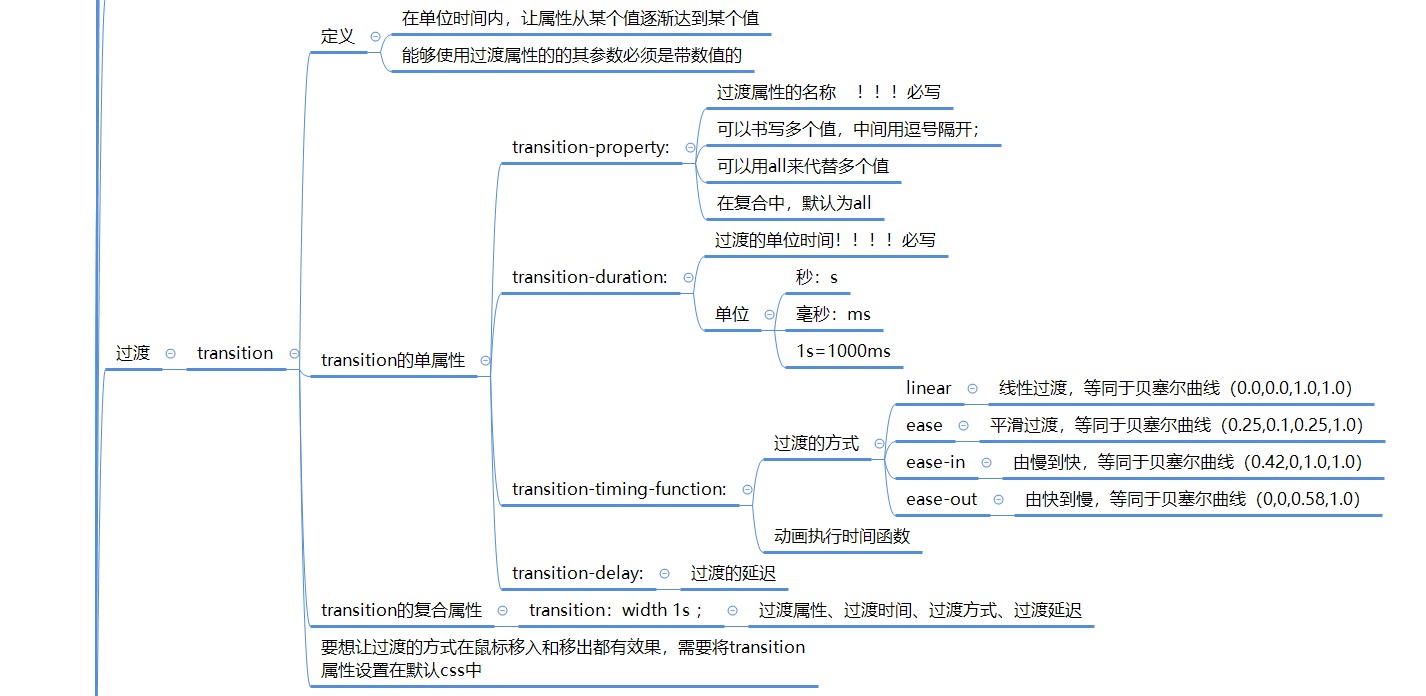 在单位时间内，让属性从某个值逐渐达到某个值
定义
能够使用过渡属性的的其参数必须是带数值的
过渡属性的名称 ！！！必写
可以书写多个值，中间用逗号隔开；
transition-property:
可以用all来代替多个值
在复合中，默认为all
过渡的单位时间！！！！必写
transition-duration:
秒：s
单位
毫秒：ms
1s=1000ms
过渡
transition
transition的单属性
linear
线性过渡，等同于贝塞尔曲线（0.0,0.0,1.0,1.0）
ease
平滑过渡，等同于贝塞尔曲线（0.25,0.1,0.25,1.0）
过渡的方式
ease-in
由慢到快，等同于贝塞尔曲线（0.42,0,1.0,1.0）
ease-out
由快到慢，等同于贝塞尔曲线（0,0,0.58,1.0）
transition-timing-function:
动画执行时间函数
transition-delay:
过渡的延迟
transition的复合属性
transition：width 1s ；
过渡属性、过渡时间、过渡方式、过渡延迟
要想让过渡的方式在鼠标移入和移出都有效果，需要将transition
属性设置在默认css中